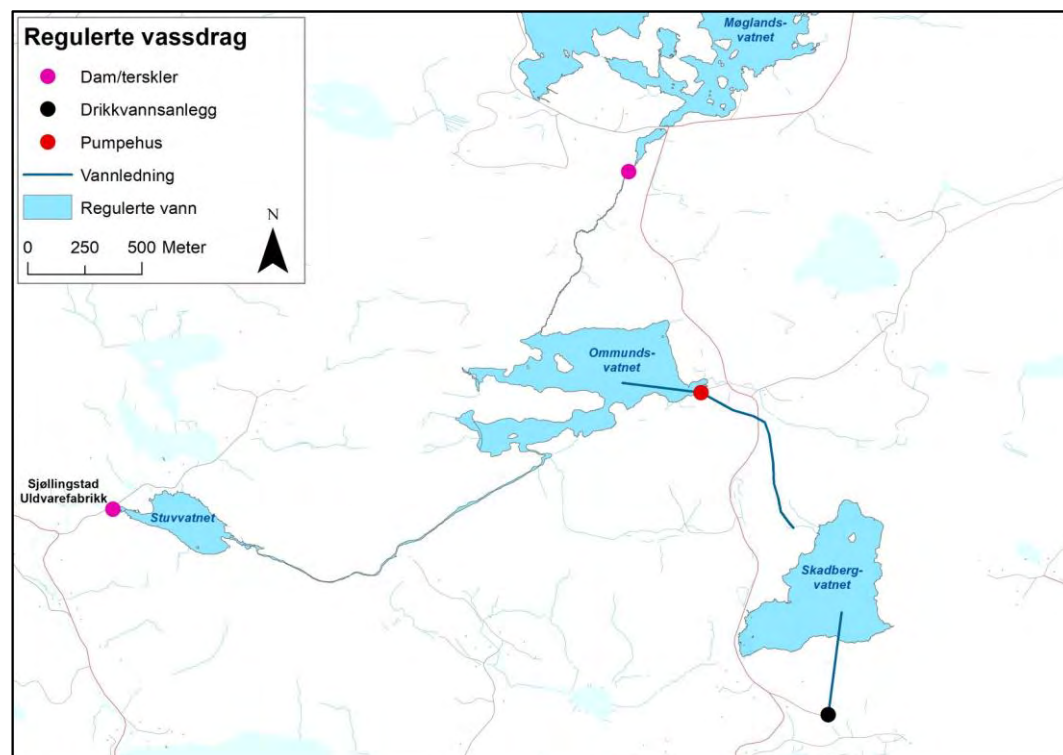 Regulerte vassdrag
Dam/terskler
Drikkvannsanlegg
Pumpehus
Vannledning
Regulerte vann
N
0 250 500 Meter
Møglands-
vatnet
Ommunds-
vatnet
Sjøllingstad
Uldvarefabrikk
Stuvvatnet
Skadberg-
vatnet